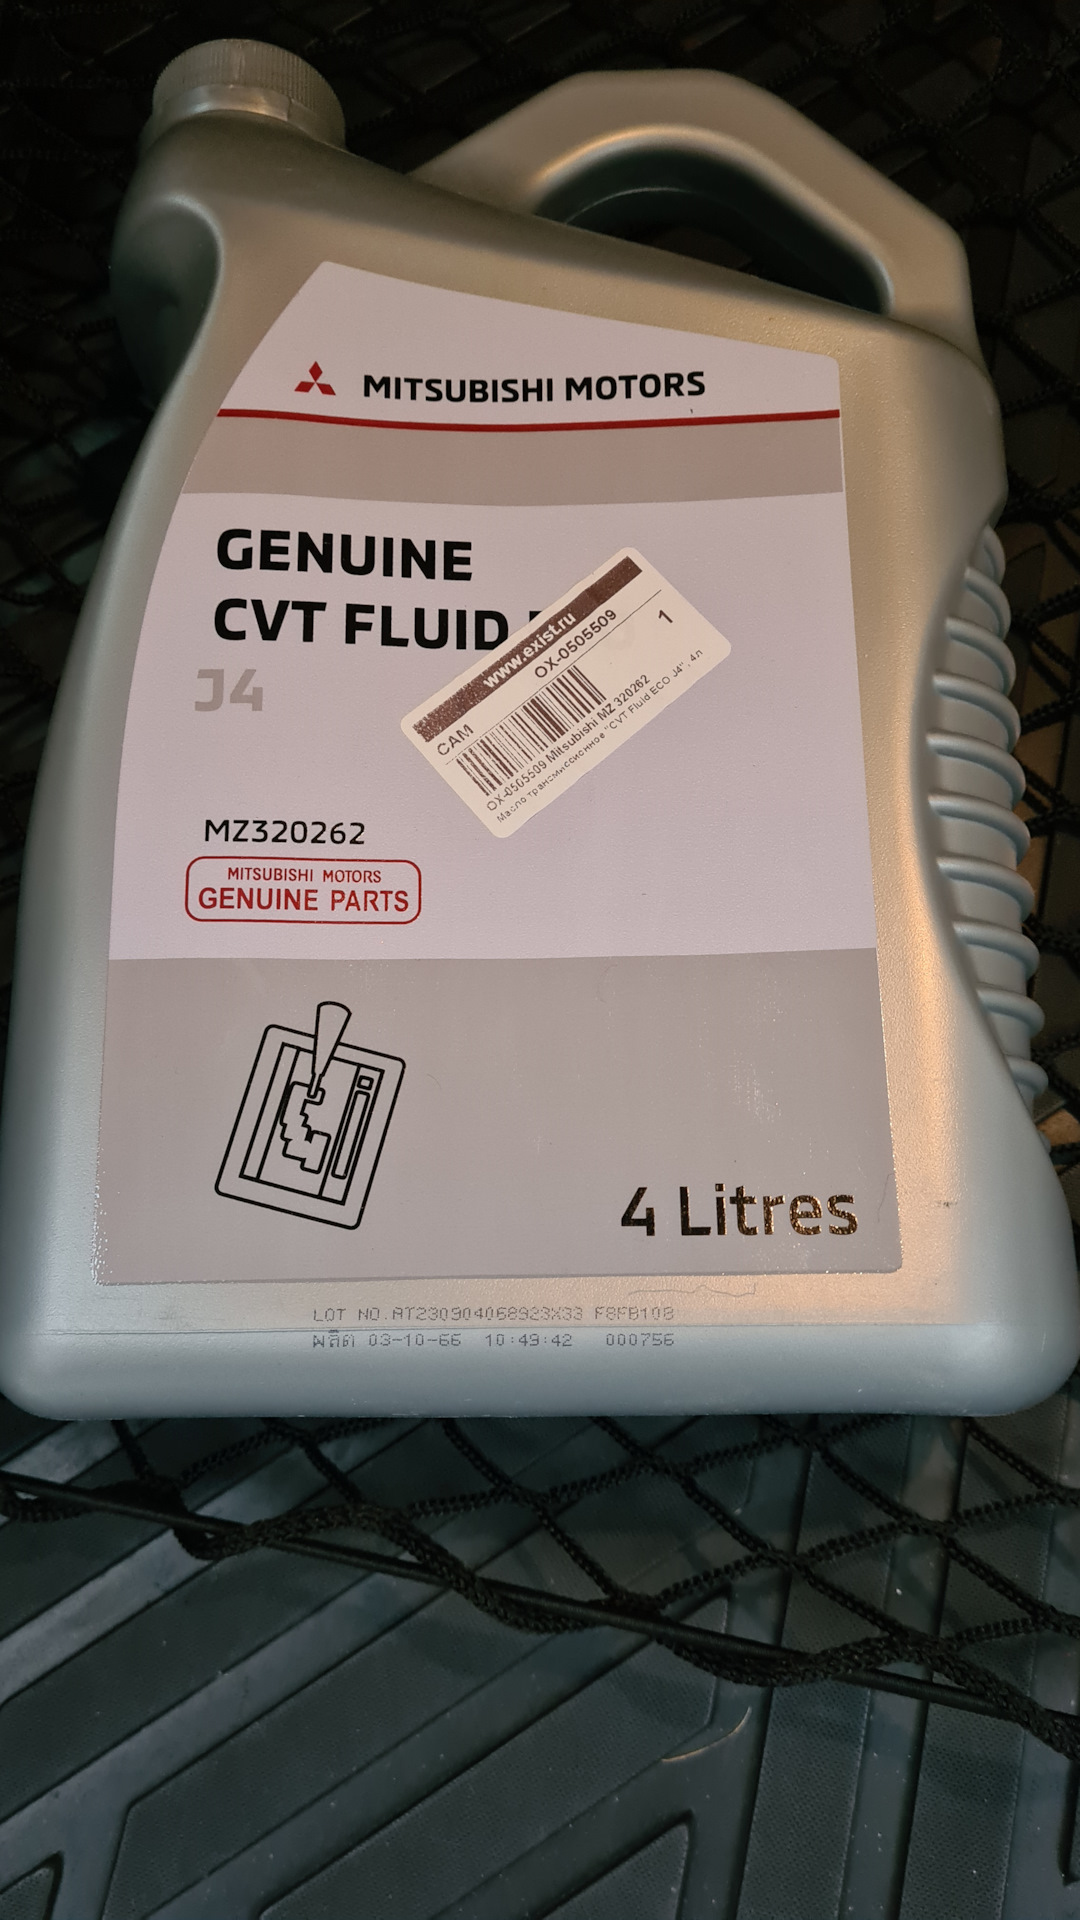 MITSUBISHI MOTORS
GENUINE
CVT FLUID
J4
www.exist.ru
OX-0505509
1
CAM
OX-0505509 Mitsubishi MZ 320262
Масло трансмиссионное "CVT Fluid ECO J4", 4л
MZ320262
MITSUBISHI MOTORS
GENUINE PARTS
4 Litres
LOT NO.AT230904068923X33 F8FB108
ผลิต 03-10-66 10:49:42 000756